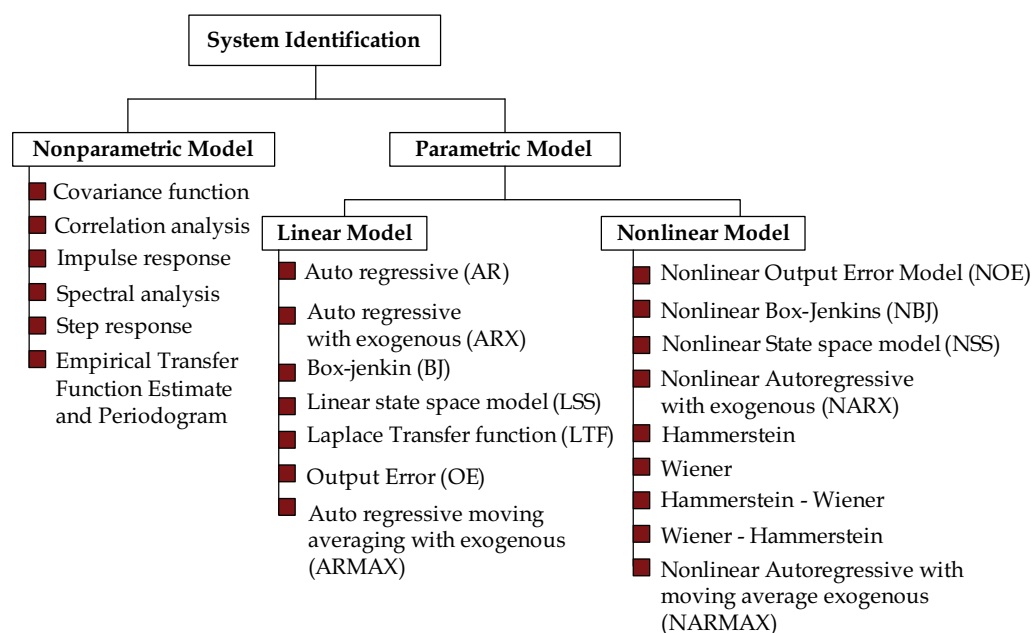 System Identification
Nonparametric Model
Covariance function
Correlation analysis
Impulse response
Spectral analysis
Step response
Empirical Transfer
Function Estimate
and Periodogram
Parametric Model
Linear Model
Auto regressive (AR)
Auto regressive
with exogenous (ARX)
Box-jenkin (BJ)
Linear state space model (LSS)
Laplace Transfer function (LTF)
Output Error (OE)
Auto regressive moving
averaging with exogenous
(ARMAX)
Nonlinear Model
Nonlinear Output Error Model (NOE)
Nonlinear Box-Jenkins (NBJ)
Nonlinear State space model (NSS)
Nonlinear Autoregressive
with exogenous (NARX)
Hammerstein
Wiener
Hammerstein - Wiener
Wiener - Hammerstein
Nonlinear Autoregressive with
moving average exogenous
(NARMAX)